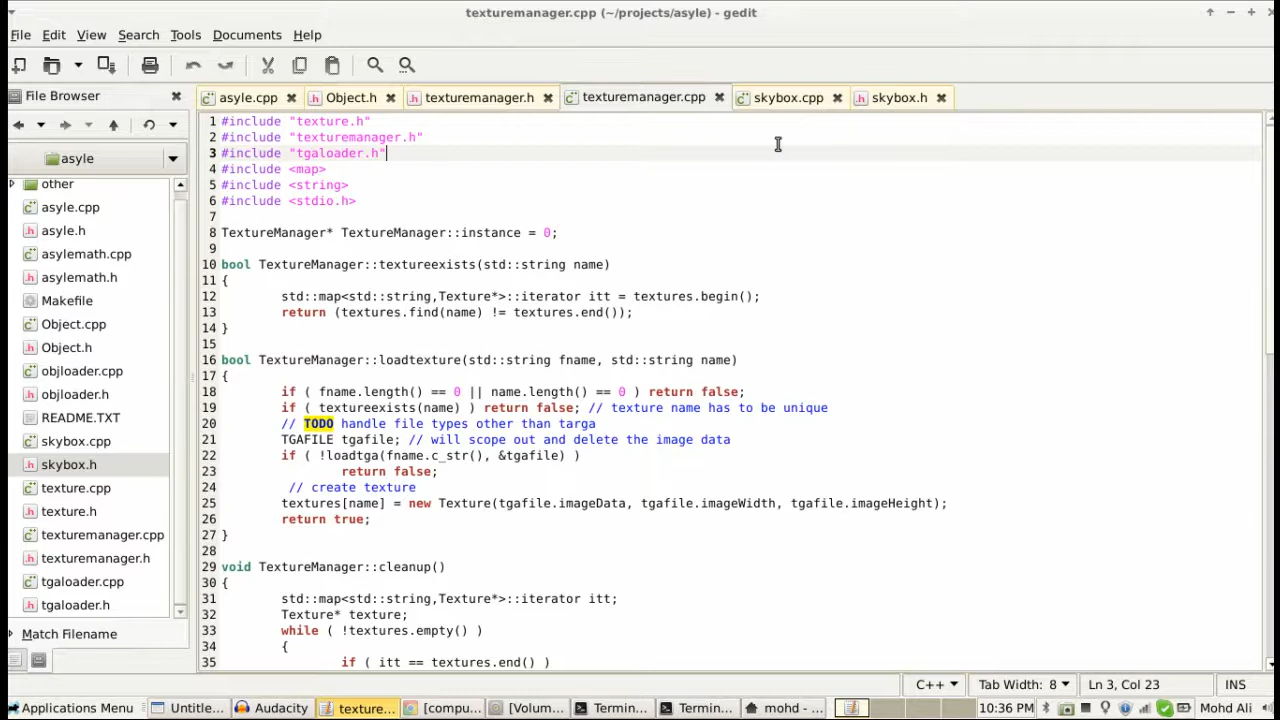 texturemanager.cpp (~/projects/asyle) - gedit
File Edit View Search Tools Documents Help
File Browser
asyle.cpp Object.h texturemanager.h texturemanager.cpp skybox.cpp skybox.h
asyle
other
asyle.cpp
asyle.h
asylemath.cpp
asylemath.h
Makefile
Object.cpp
Object.h
objloader.cpp
objloader.h
README.TXT
skybox.cpp
skybox.h
texture.cpp
texture.h
texturemanager.cpp
texturemanager.h
tgaloader.cpp
tgaloader.h
Match Filename
1 #include "texture.h"
2 #include "texturemanager.h"
3 #include "tgaloader.h"
4 #include <map>
5 #include <string>
6 #include <stdio.h>
7
8 TextureManager* TextureManager::instance = 0;
9
10 bool TextureManager::textureexists(std::string name)
11 {
12 std::map<std::string,Texture*>::iterator itt = textures.begin();
13 return (textures.find(name) != textures.end());
14 }
15
16 bool TextureManager::loadtexture(std::string fname, std::string name)
17 {
18 if ( fname.length() == 0 || name.length() == 0 ) return false;
19 if ( textureexists(name) ) return false; // texture name has to be unique
20 // TODO handle file types other than targa
21 TGAFILE tgafile; // will scope out and delete the image data
22 if ( !loadtga(fname.c_str(), &tgafile) )
23 return false;
24 // create texture
25 textures[name] = new Texture(tgafile.imageData, tgafile.imageWidth, tgafile.imageHeight);
26 return true;
27 }
28
29 void TextureManager::cleanup()
30 {
31 std::map<std::string,Texture*>::iterator itt;
32 Texture* texture;
33 while ( !textures.empty() )
34 {
35 if ( itt == textures.end() )
C++ Tab Width: 8 Ln 3, Col 23 INS
Applications Menu Untitle... Audacity texture... [compu... [Volum... Termin... Termin... mohd - ... 10:36 PM Mohd Ali